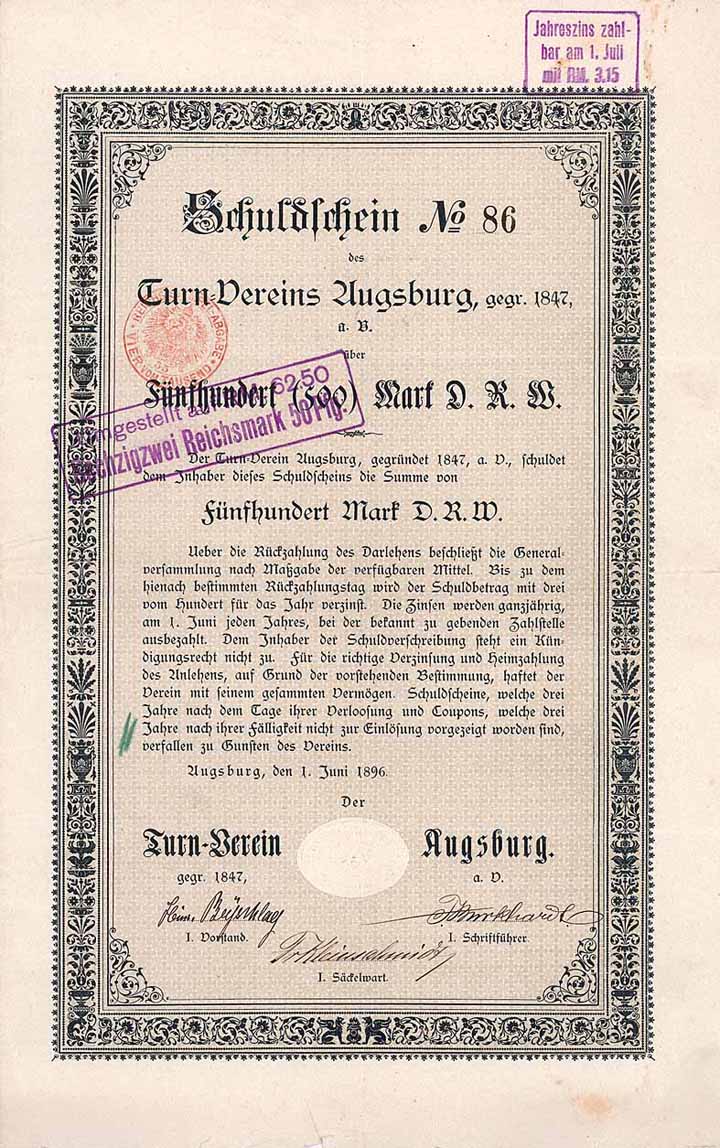 Jahreszins zahl-
bar am 1. Juli
mit RM. 3,15
Schuldschein No 86
des
Turn-Vereins Augsburg, gegr. 1847,
a. V.
über
Fünfhundert (500) Mark D. R. W.
Umgestellt auf 62.50
Sechzigzwei Reichsmark 50 Pfg.
Der Turn-Verein Augsburg, gegründet 1847, a. V., schuldet
dem Inhaber dieses Schuldscheins die Summe von
Fünfhundert Mark D. R. W.
Ueber die Rückzahlung des Darlehens beschließt die General-
versammlung nach Maßgabe der verfügbaren Mittel. Bis zu dem
hienach bestimmten Rückzahlungstag wird der Schuldbetrag mit drei
vom Hundert für das Jahr verzinst. Die Zinsen werden ganzjährig,
am 1. Juni jeden Jahres, bei der bekannt zu gebenden Zahlstelle
ausbezahlt. Dem Inhaber der Schuldverschreibung steht ein Kün-
digungsrecht nicht zu. Für die richtige Verzinsung und Heimzahlung
des Anlehens, auf Grund der vorstehenden Bestimmung, haftet der
Verein mit seinem gesammten Vermögen. Schuldscheine, welche drei
Jahre nach dem Tage ihrer Verloosung und Coupons, welche drei
Jahre nach ihrer Fälligkeit nicht zur Einlösung vorgezeigt worden sind,
verfallen zu Gunsten des Vereins.
Augsburg, den 1. Juni 1896.
Der
Turn-Verein Augsburg.
gegr. 1847, a. V.
I. Vorstand. I. Schriftführer.
Kleinschmidt
I. Säckelwart.